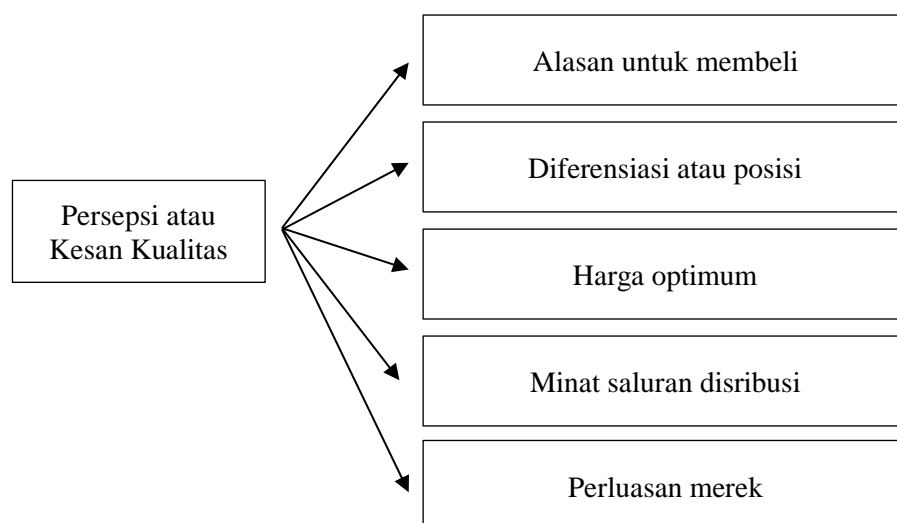 Alasan untuk membeli
Diferensiasi atau posisi
Persepsi atau
Kesan Kualitas
Harga optimum
Minat saluran disribusi
Perluasan merek